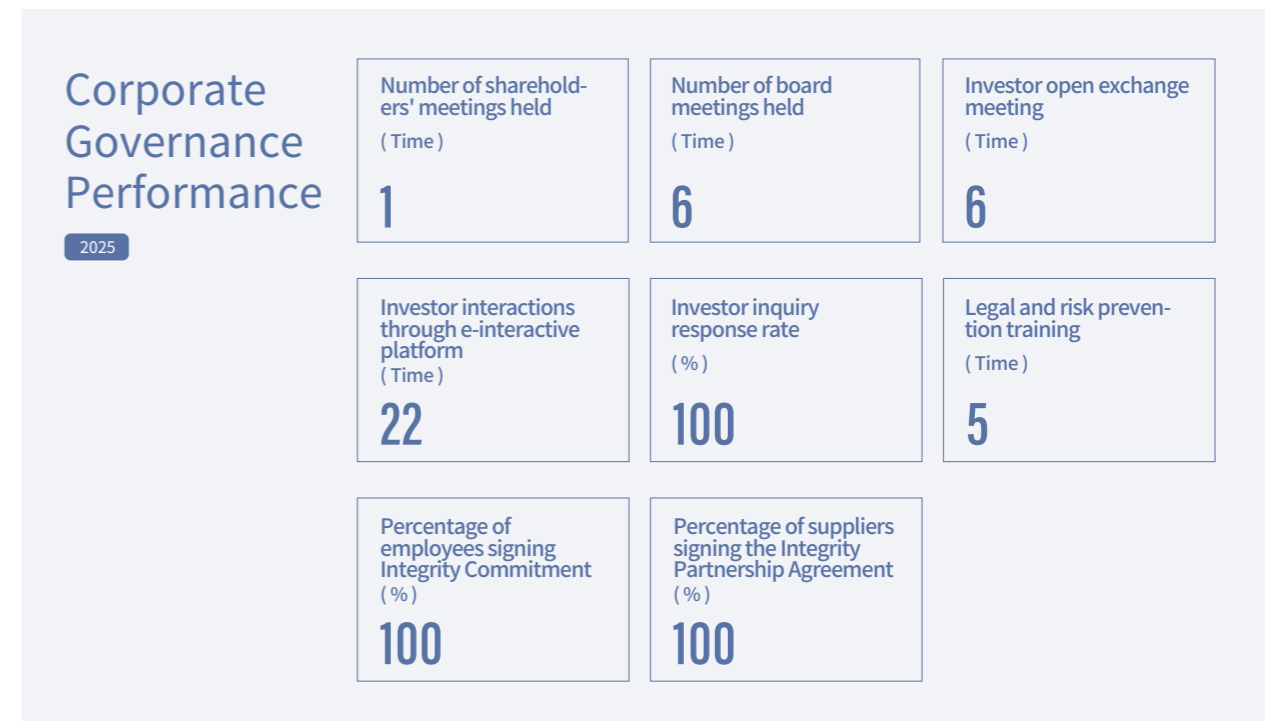 Corporate
Governance
Performance
2025
Number of sharehold-
ers' meetings held
( Time )
1
Number of board
meetings held
( Time )
6
Investor open exchange
meeting
( Time )
6
Investor interactions
through e-interactive
platform
( Time )
22
Investor inquiry
response rate
( % )
100
Legal and risk preven-
tion training
( Time )
5
Percentage of
employees signing
Integrity Commitment
( % )
100
Percentage of suppliers
signing the Integrity
Partnership Agreement
( % )
100